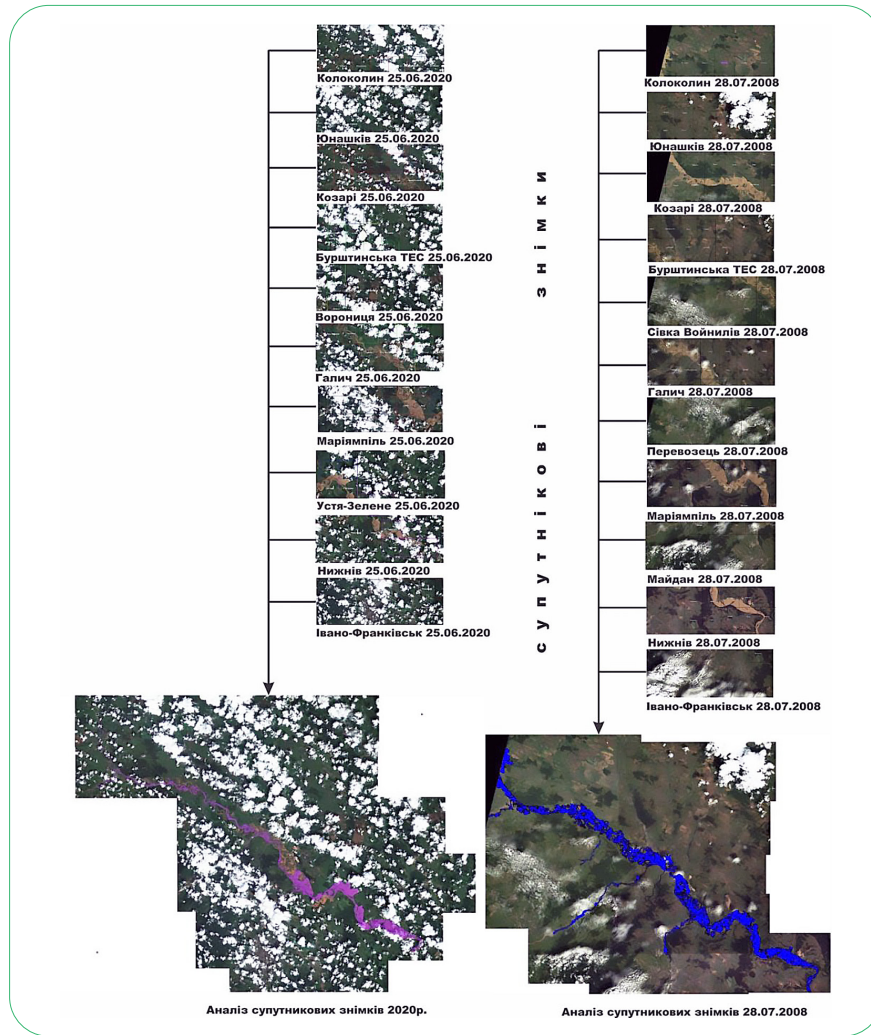 Колоколин 25.06.2020
Юнашків 25.06.2020
Козарі 25.06.2020
Бурштинська ТЕС 25.06.2020
Ворониця 25.06.2020
Галич 25.06.2020
Маріямпіль 25.06.2020
Устя-Зелене 25.06.2020
Нижнів 25.06.2020
Івано-Франківськ 25.06.2020
супутнікові знімки
Колоколин 28.07.2008
Юнашків 28.07.2008
Козарі 28.07.2008
Бурштинська ТЕС 28.07.2008
Сівка Войнилів 28.07.2008
Галич 28.07.2008
Перевозець 28.07.2008
Маріямпіль 28.07.2008
Майдан 28.07.2008
Нижнів 28.07.2008
Івано-Франківськ 28.07.2008
Аналіз супутникових знімків 2020р.
Аналіз супутникових знімків 28.07.2008